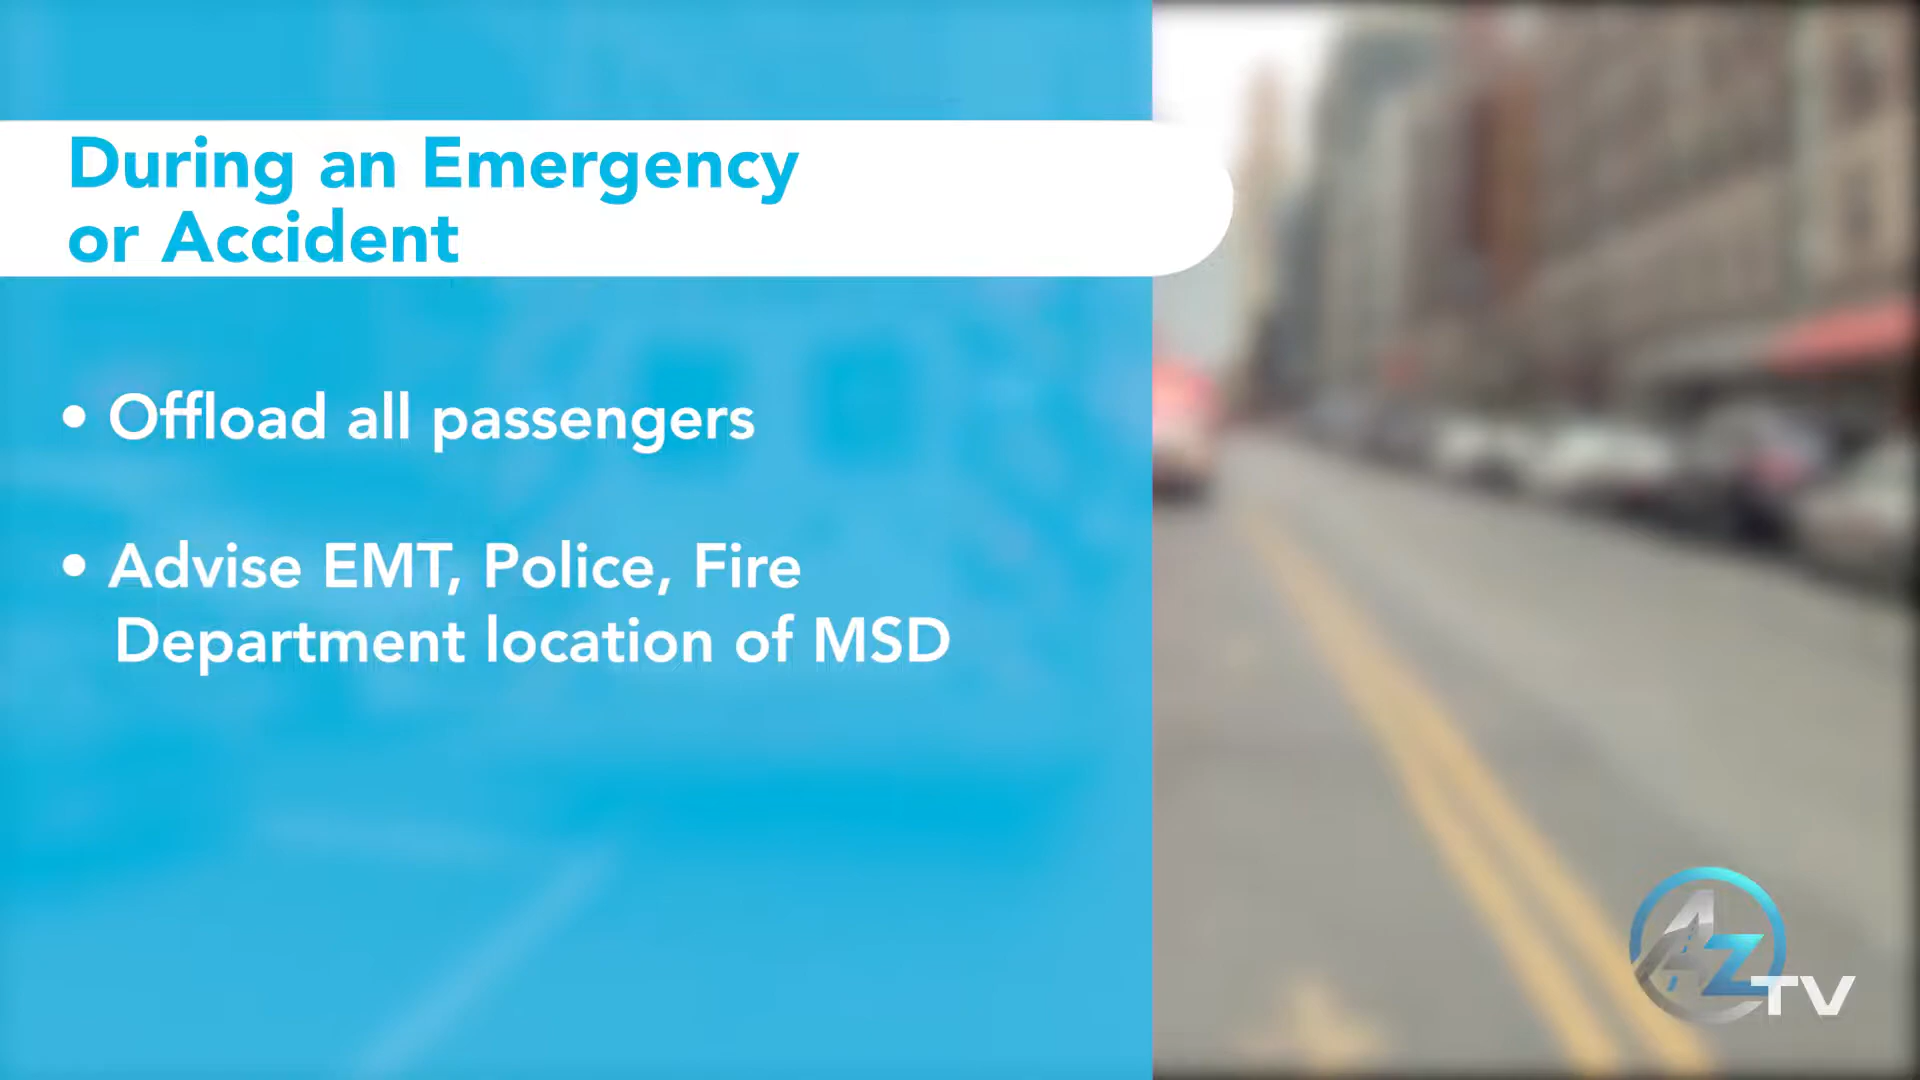 During an Emergency
or Accident
• Offload all passengers
• Advise EMT, Police, Fire
Department location of MSD
AZ
TV